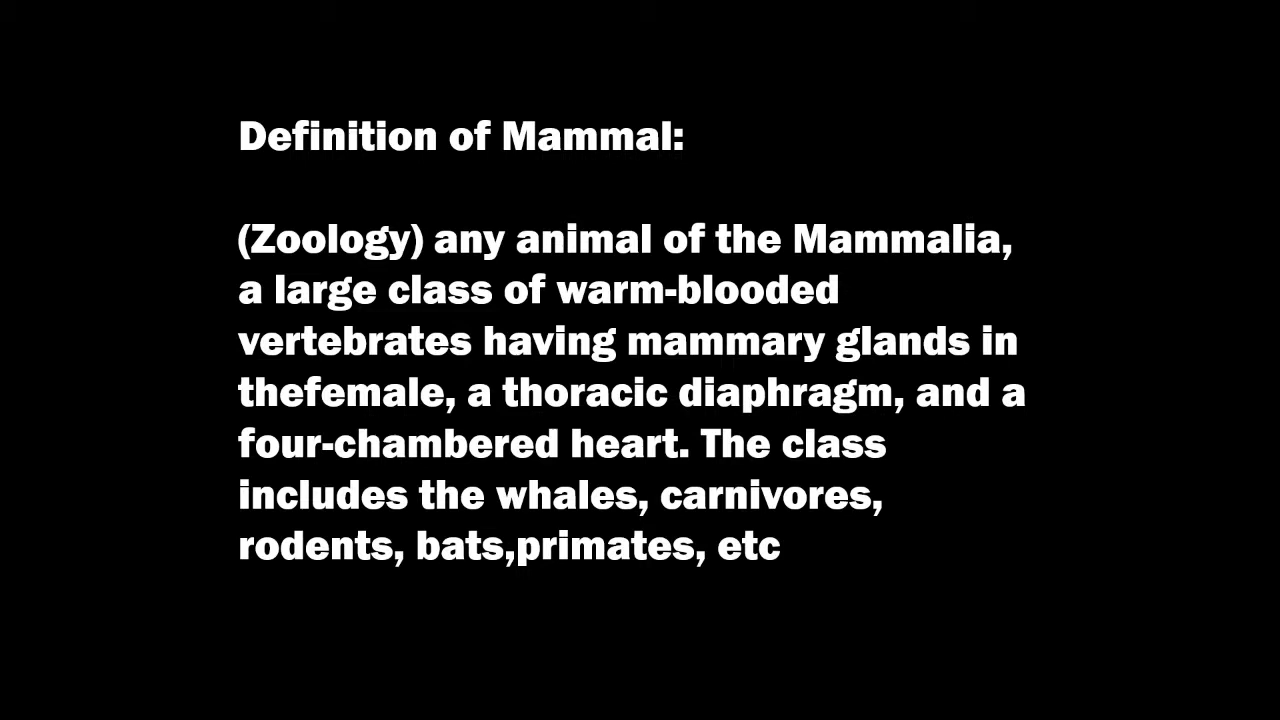 Definition of Mammal:
(Zoology) any animal of the Mammalia,
a large class of warm-blooded
vertebrates having mammary glands in
thefemale, a thoracic diaphragm, and a
four-chambered heart. The class
includes the whales, carnivores,
rodents, bats,primates, etc